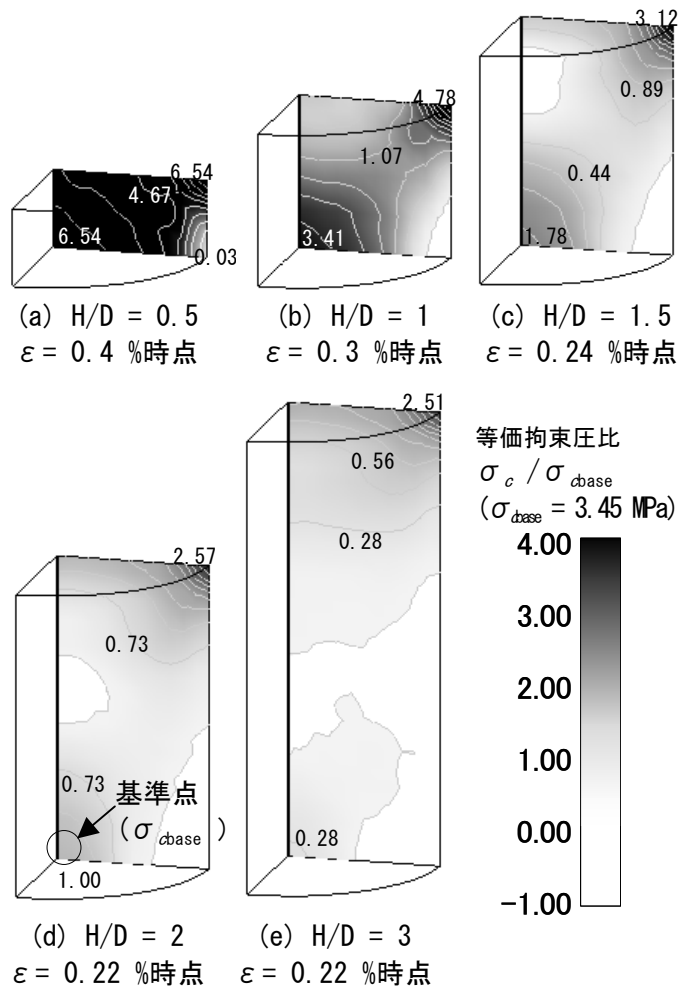 6.54
4.67
6.54
0.03
(a) H/D = 0.5
ε = 0.4 %時点
4.78
1.07
3.41
(b) H/D = 1
ε = 0.3 %時点
3.12
0.89
0.44
1.78
(c) H/D = 1.5
ε = 0.24 %時点
2.57
0.73
0.73
基準点
(σcbase)
1.00
(d) H/D = 2
ε = 0.22 %時点
2.51
0.56
0.28
0.28
(e) H/D = 3
ε = 0.22 %時点
等価拘束圧比
σc / σcbase
(σcbase = 3.45 MPa)
4.00
3.00
2.00
1.00
0.00
-1.00